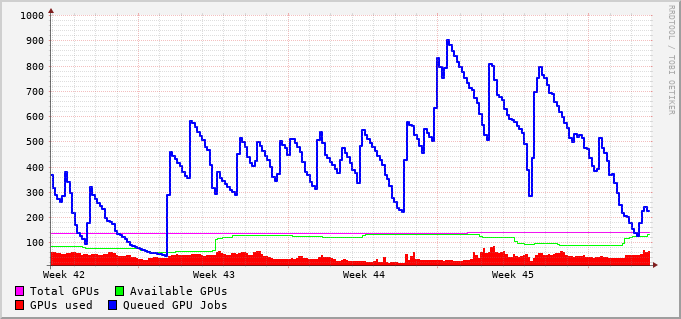 1000
900
800
700
600
500
400
300
200
100
Week 42 Week 43 Week 44 Week 45
Total GPUs Available GPUs
GPUs used Queued GPU Jobs
RRDTOOL / TOBI OETIKER